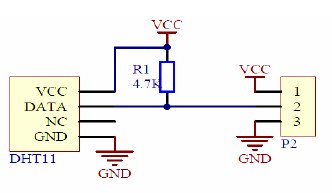 VCC
R1
4.7K
VCC
DATA
NC
GND
DHT11
GND
VCC
1
2
3
P2
GND